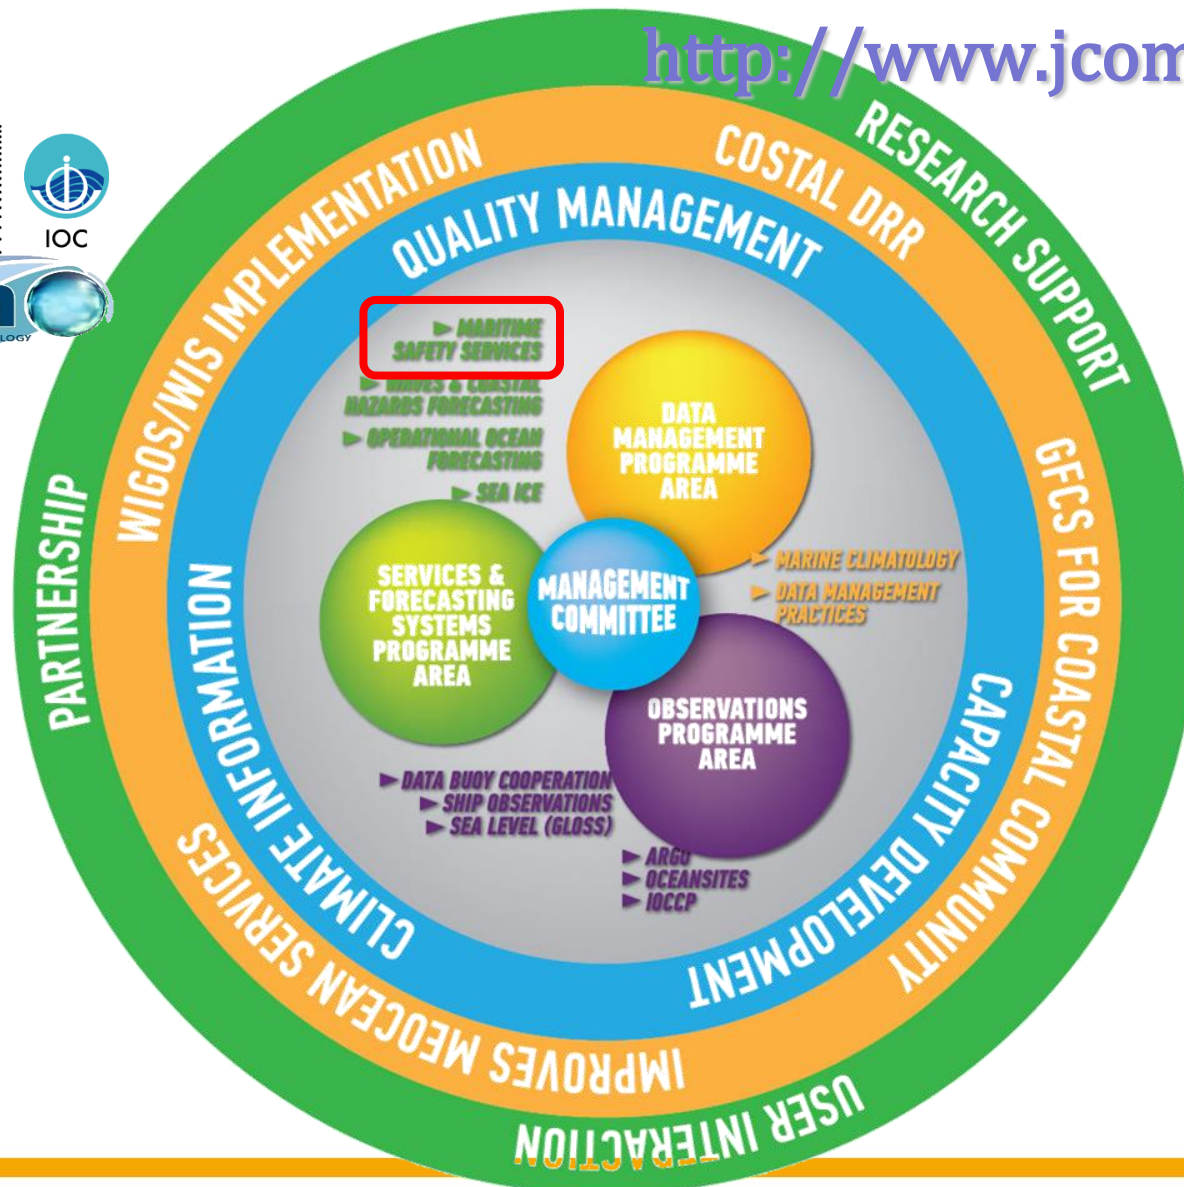 http://www.jcom
IOC
LOGY
RESEARCH SUPPORT
PARTNERSHIP
USER INTERACTION
WIGOS/WIS IMPLEMENTATION
COSTAL DRR
GFCS FOR COASTAL COMMUNITY
IMPROVES MEOCEAN SERVICES
QUALITY MANAGEMENT
CAPACITY DEVELOPMENT
CLIMATE INFORMATION
► MARITIME
SAFETY SERVICES
► WAVES & COASTAL
HAZARDS FORECASTING
► OPERATIONAL OCEAN
FORECASTING
► SEA ICE
DATA
MANAGEMENT
PROGRAMME
AREA
► MARINE CLIMATOLOGY
► DATA MANAGEMENT
PRACTICES
SERVICES &
FORECASTING
SYSTEMS
PROGRAMME
AREA
MANAGEMENT
COMMITTEE
OBSERVATIONS
PROGRAMME
AREA
► DATA BUOY COOPERATION
► SHIP OBSERVATIONS
► SEA LEVEL (GLOSS)
► ARGO
► OCEANSITES
► IOCCP